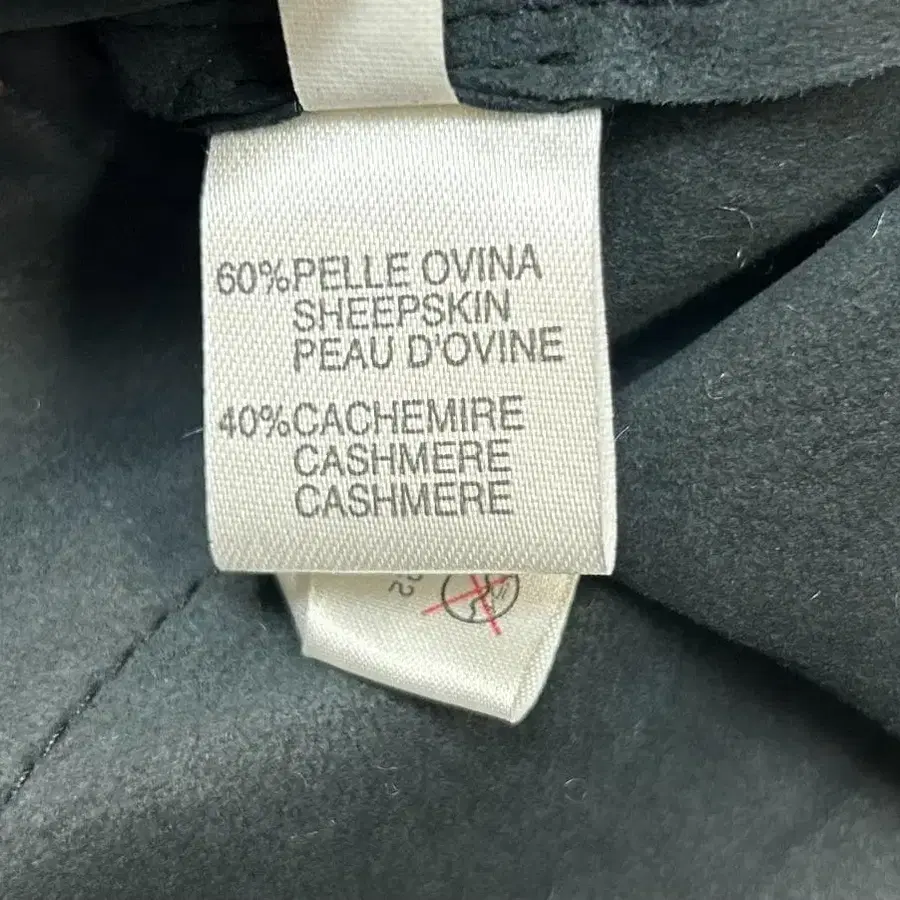 60%PELLE OVINA
SHEEPSKIN
PEAU D'OVINE
40%CACHEMIRE
CASHMERE
CASHMERE